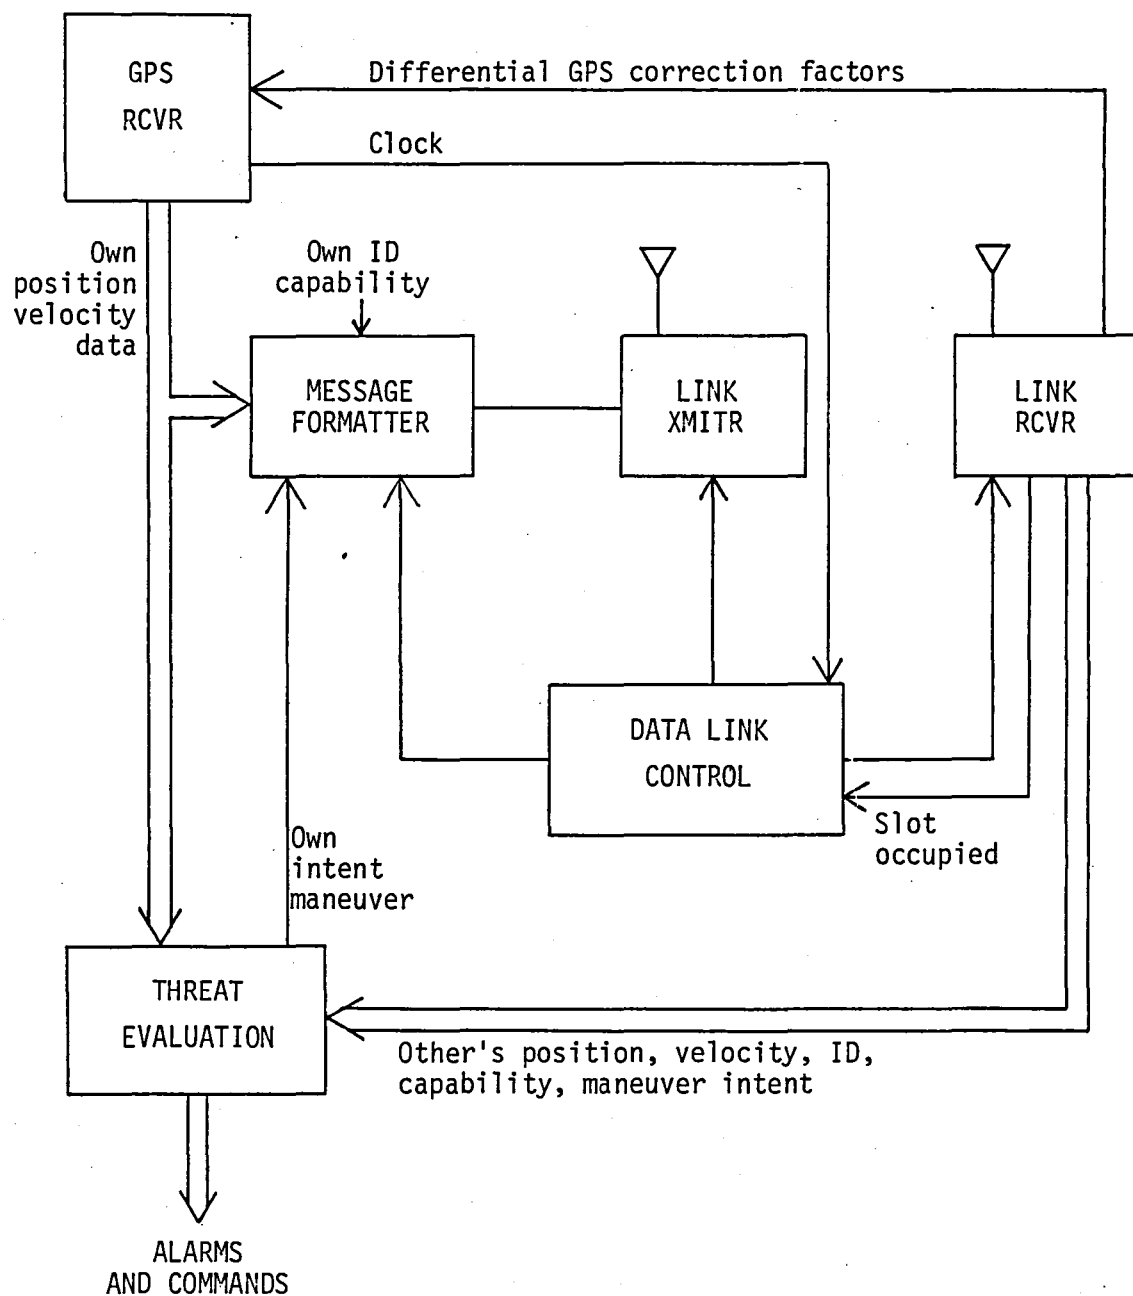 GPS
RCVR
Differential GPS correction factors
Clock
Own
position
velocity
data
Own ID
capability
MESSAGE
FORMATTER
LINK
XMITR
LINK
RCVR
DATA LINK
CONTROL
Slot
occupied
Own
intent
maneuver
THREAT
EVALUATION
Other's position, velocity, ID,
capability, maneuver intent
ALARMS
AND COMMANDS